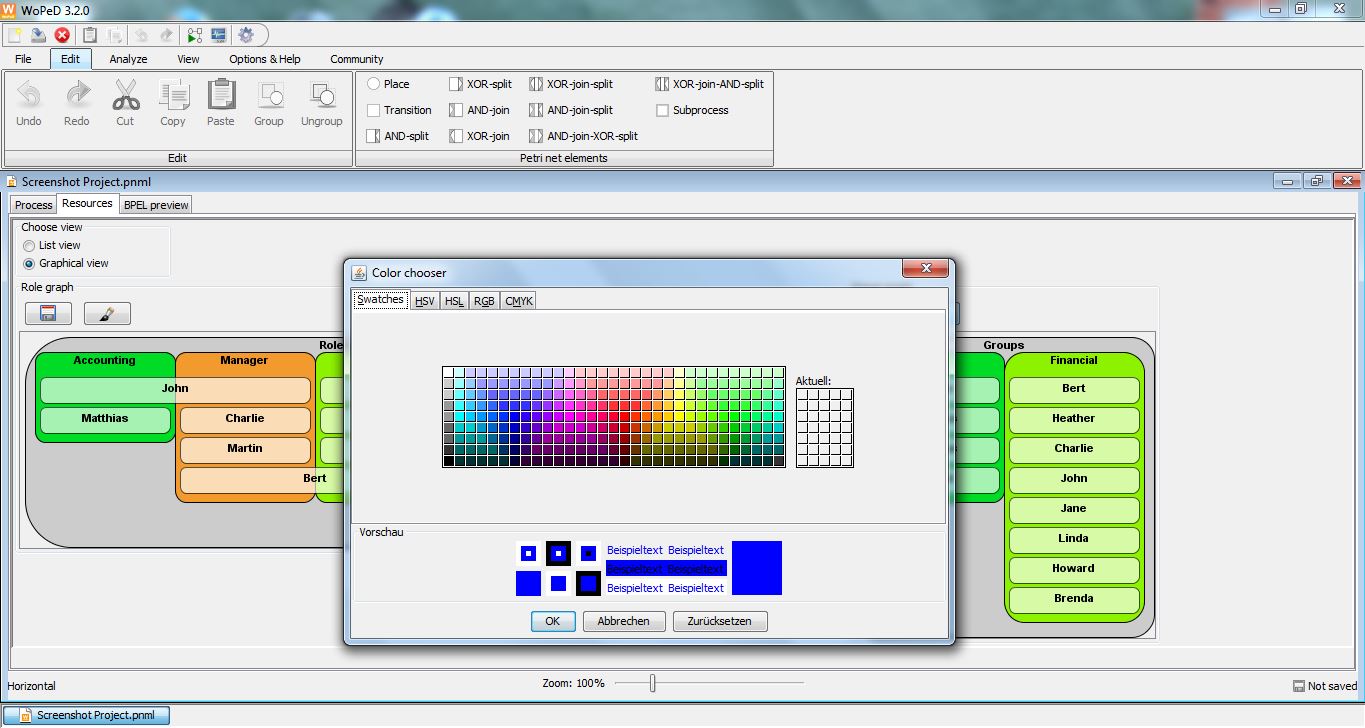 WoPeD 3.2.0
File Edit Analyze View Options & Help Community
Undo Redo Cut Copy Paste Group Ungroup
Edit
Place XOR-split XOR-join-split XOR-join-AND-split
Transition AND-join AND-join-split Subprocess
AND-split XOR-join AND-join-XOR-split
Petri net elements
Screenshot Project.pnml
Process Resources BPEL preview
Choose view
List view
Graphical view
Role graph
Accounting
Manager
John
Matthias
Charlie
Martin
Bert
Color chooser
Swatches HSV HSL RGB CMYK
Aktuell:
Vorschau
Beispieltext Beispieltext
Beispieltext Beispieltext
Beispieltext Beispieltext
OK Abbrechen Zurücksetzen
Groups
Financial
Bert
Heather
Charlie
John
Jane
Linda
Howard
Brenda
Horizontal
Zoom: 100%
Not saved
Screenshot Project.pnml